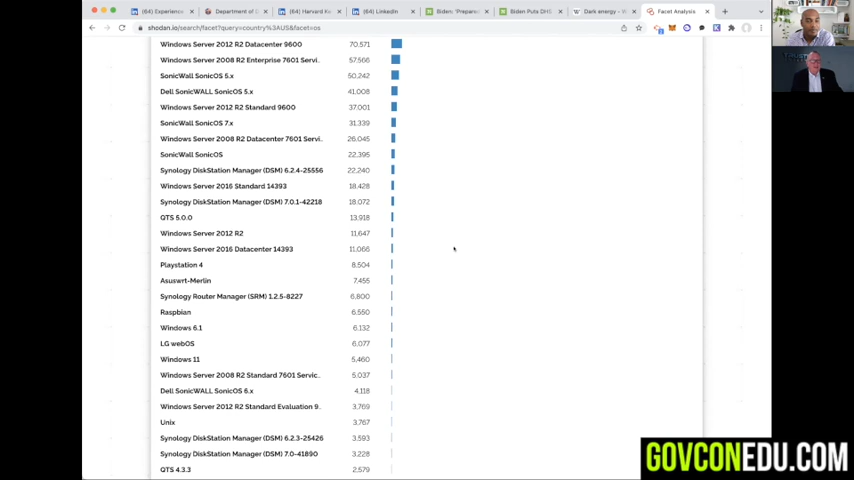 (64) Experience
Department of D
(64) Harvard Ke
(64) LinkedIn
Biden: 'Prepare
Biden Puts DHS
Dark energy - W
Facet Analysis
shodan.io/search/facet?query=country%3AUS&facet=os
Windows Server 2012 R2 Datacenter 9600 70,571
Windows Server 2008 R2 Enterprise 7601 Servi.. 57,566
SonicWall SonicOS 5.x 50,242
Dell SonicWALL SonicOS 5.x 41,008
Windows Server 2012 R2 Standard 9600 37,001
SonicWall SonicOS 7.x 31,339
Windows Server 2008 R2 Datacenter 7601 Servi.. 26,045
SonicWall SonicOS 22,395
Synology DiskStation Manager (DSM) 6.2.4-25556 22,240
Windows Server 2016 Standard 14393 18,428
Synology DiskStation Manager (DSM) 7.0.1-42218 18,072
QTS 5.0.0 13,918
Windows Server 2012 R2 11,647
Windows Server 2016 Datacenter 14393 11,066
Playstation 4 8,504
Asuswrt-Merlin 7,455
Synology Router Manager (SRM) 1.2.5-8227 6,800
Raspbian 6,550
Windows 6.1 6,132
LG webOS 6,077
Windows 11 5,460
Windows Server 2008 R2 Standard 7601 Servic.. 5,037
Dell SonicWALL SonicOS 6.x 4,118
Windows Server 2012 R2 Standard Evaluation 9.. 3,769
Unix 3,767
Synology DiskStation Manager (DSM) 6.2.3-25426 3,593
Synology DiskStation Manager (DSM) 7.0-41890 3,228
QTS 4.3.3 2,579
GOVCONEDU.COM